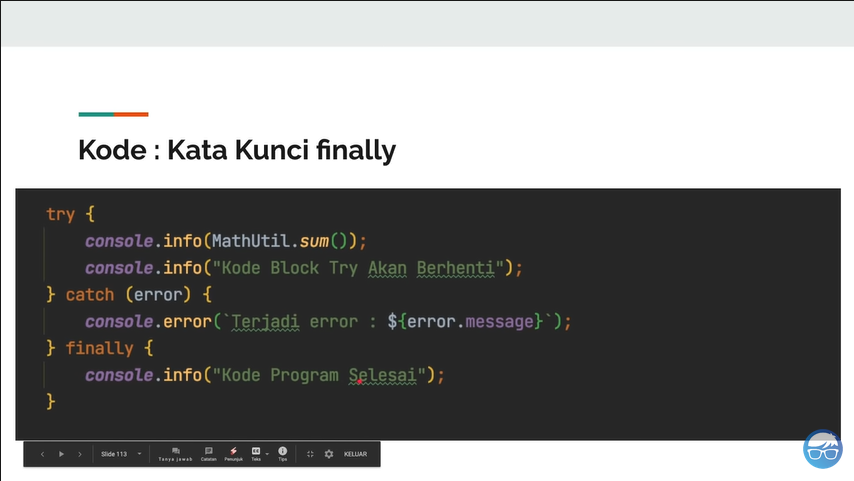 Kode : Kata Kunci finally
try {
console.info(MathUtil.sum());
console.info("Kode Block Try Akan Berhenti");
} catch (error) {
console.error(`Terjadi error : ${error.message}`);
} finally {
console.info("Kode Program Selesai");
}
Slide 113
Tanya jawab
Catatan
Penunjuk
Teks
Tips
KELUAR